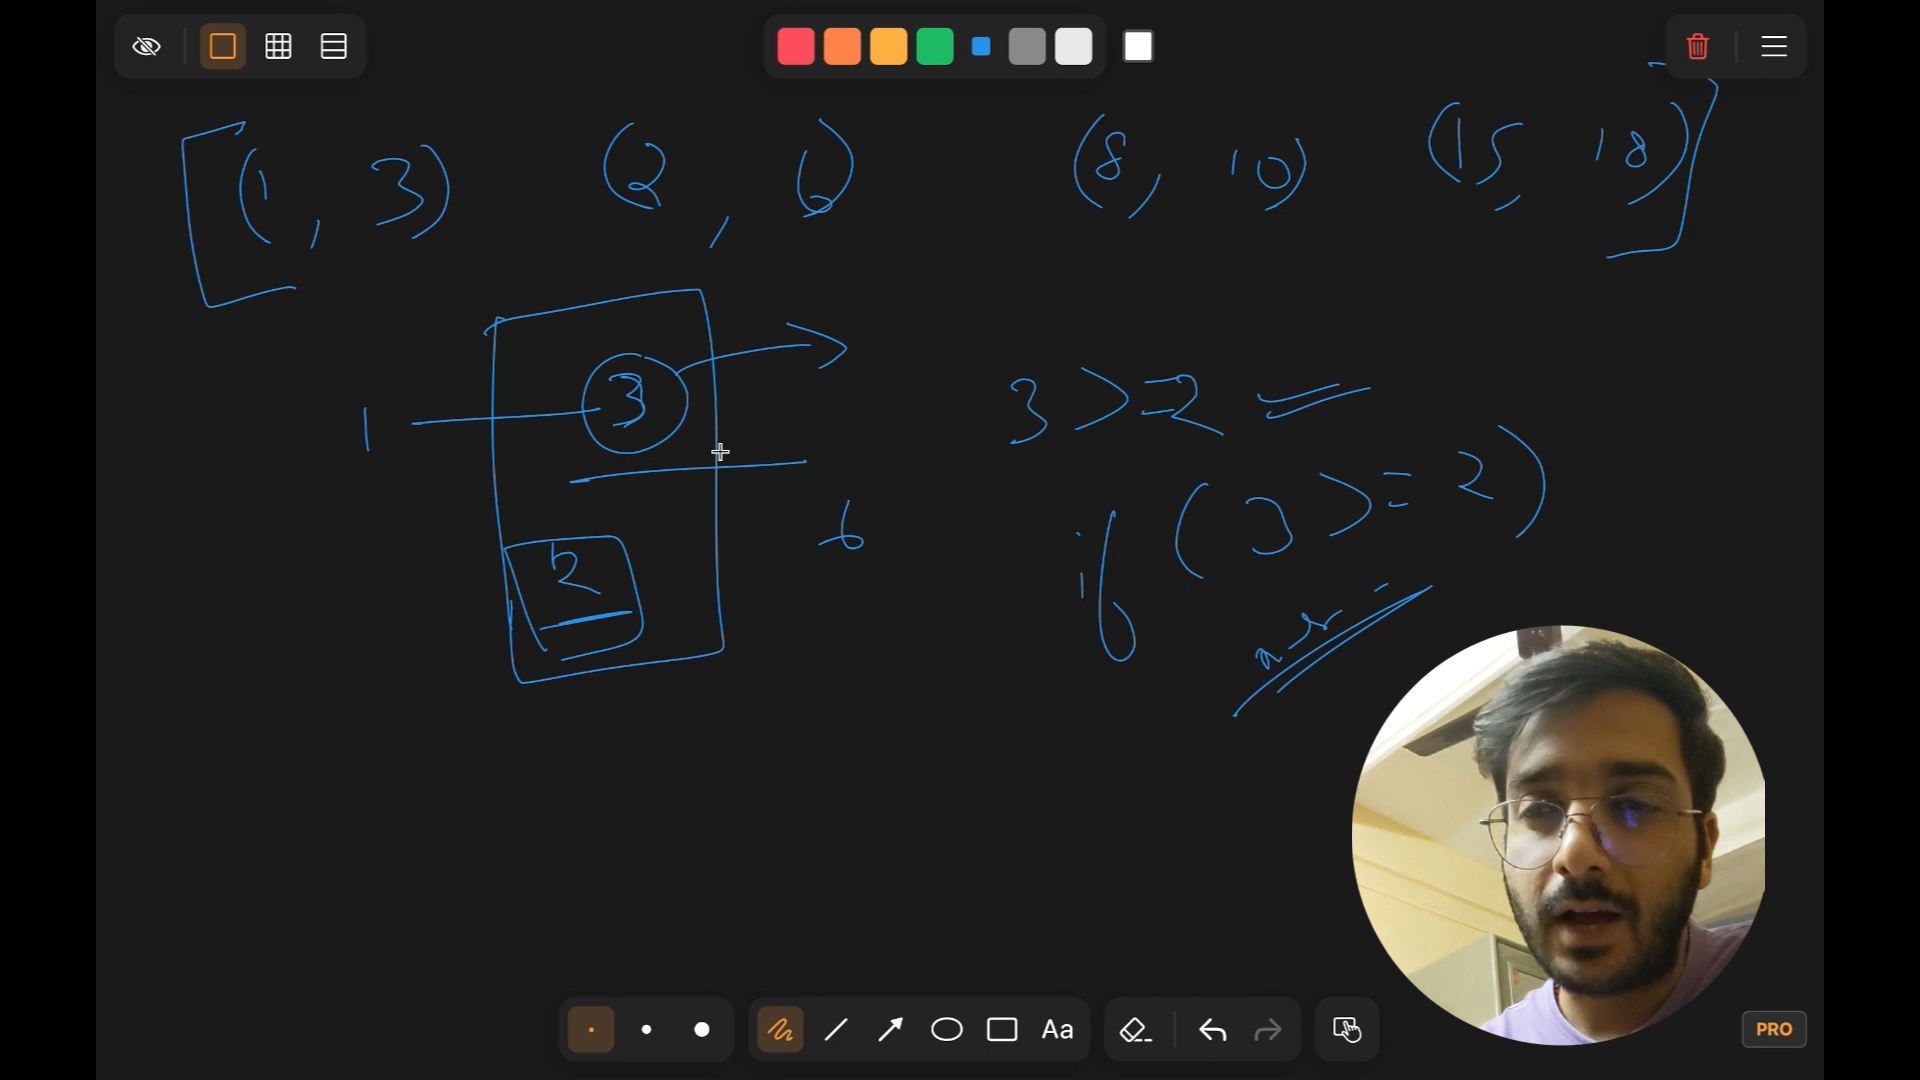 [(1, 3) (2, 6) (8, 10) (15, 18)]
1 3
3 >= 2
6
if (3 >= 2)
2
Aa
PRO